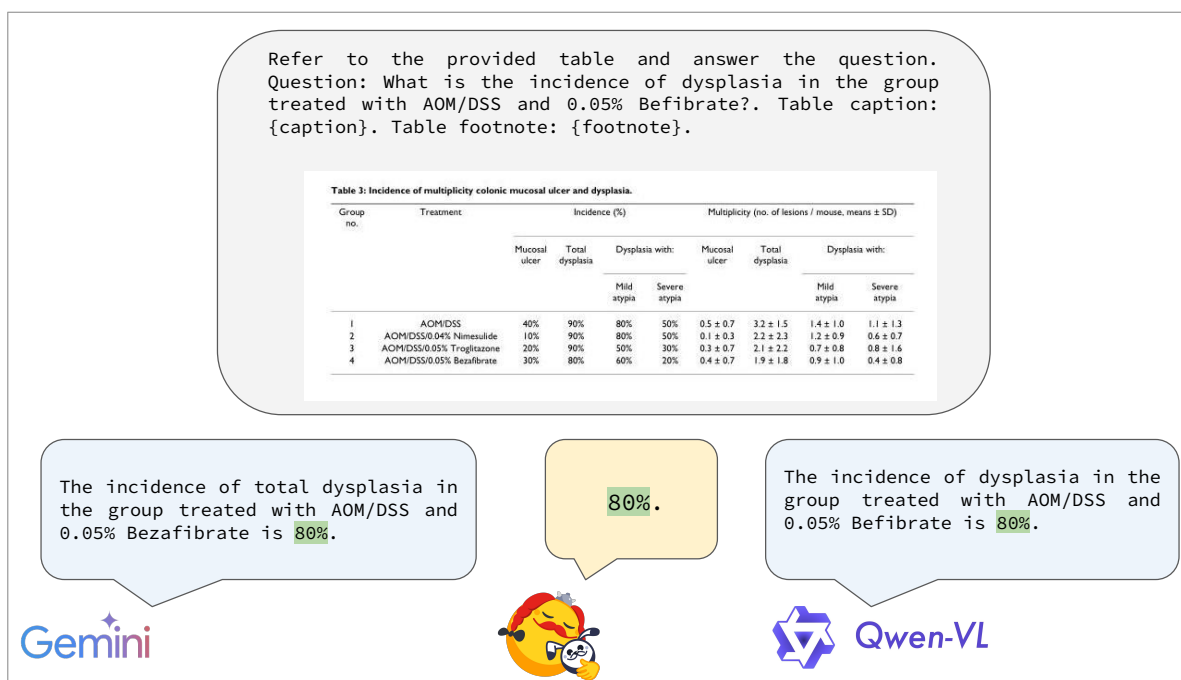 Refer to the provided table and answer the question.
Question: What is the incidence of dysplasia in the group
treated with AOM/DSS and 0.05% Befibrate?. Table caption:
{caption}. Table footnote: {footnote}.
Table 3: Incidence of multiplicity colonic mucosal ulcer and dysplasia.
Group no. Treatment Incidence (%) Multiplicity (no. of lesions / mouse, means ± SD)
Mucosal ulcer Total dysplasia Dysplasia with: Mucosal ulcer Total dysplasia Dysplasia with:
Mild atypia Severe atypia Mild atypia Severe atypia
1 AOM/DSS 40% 90% 80% 50% 0.5 ± 0.7 3.2 ± 1.5 1.4 ± 1.0 1.1 ± 1.3
2 AOM/DSS/0.04% Nimesulide 10% 90% 80% 50% 0.1 ± 0.3 2.2 ± 2.3 1.2 ± 0.9 0.6 ± 0.7
3 AOM/DSS/0.05% Troglitazone 20% 90% 50% 30% 0.3 ± 0.7 2.1 ± 2.2 0.7 ± 0.8 0.8 ± 1.6
4 AOM/DSS/0.05% Bezafibrate 30% 80% 60% 20% 0.4 ± 0.7 1.9 ± 1.8 0.9 ± 1.0 0.4 ± 0.8
The incidence of total dysplasia in
the group treated with AOM/DSS and
0.05% Bezafibrate is 80%.
80%.
The incidence of dysplasia in the
group treated with AOM/DSS and
0.05% Befibrate is 80%.
Gemini
Qwen-VL